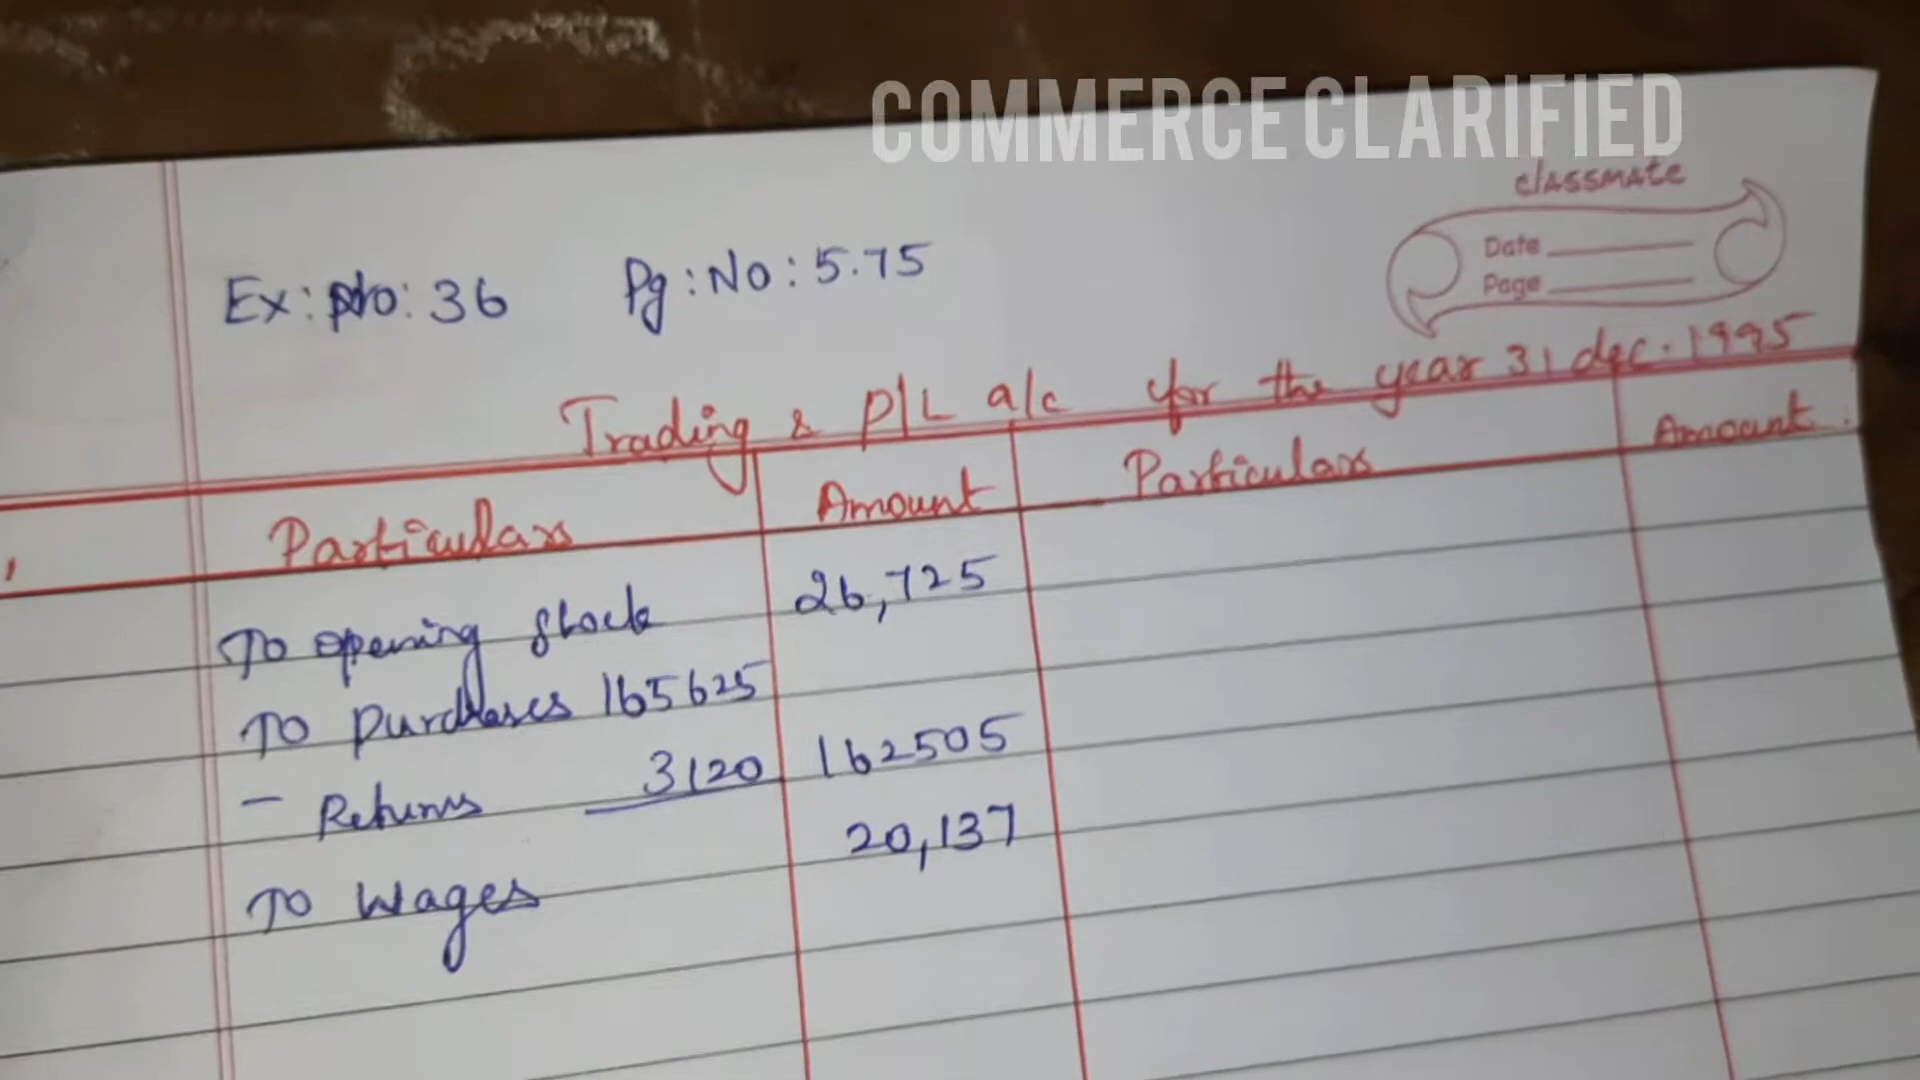 COMMERCE CLARIFIED
classmate
Date
Page
Ex: No: 36 Pg: No: 5.75
Trading & P/L a/c for the year 31 dec. 1995
Particulars Amount Particulars Amount.
To opening stock 26,725
To Purchases 165625
- Returns 3120 162505
To Wages 20,137